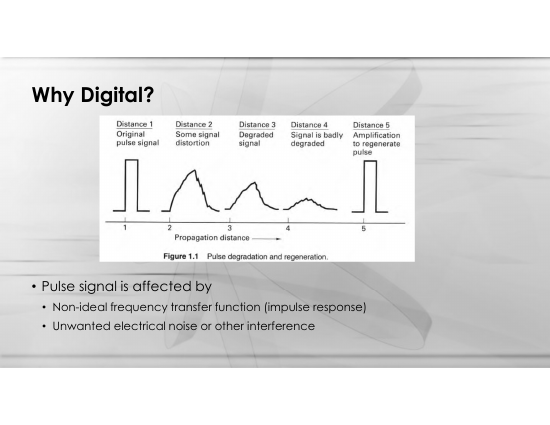 Why Digital?
Distance 1 Distance 2 Distance 3 Distance 4 Distance 5
Original Some signal Degraded Signal is badly Amplification
pulse signal distortion signal degraded to regenerate
pulse
1 2 3 4 5
Propagation distance
Figure 1.1 Pulse degradation and regeneration.
• Pulse signal is affected by
• Non-ideal frequency transfer function (impulse response)
• Unwanted electrical noise or other interference